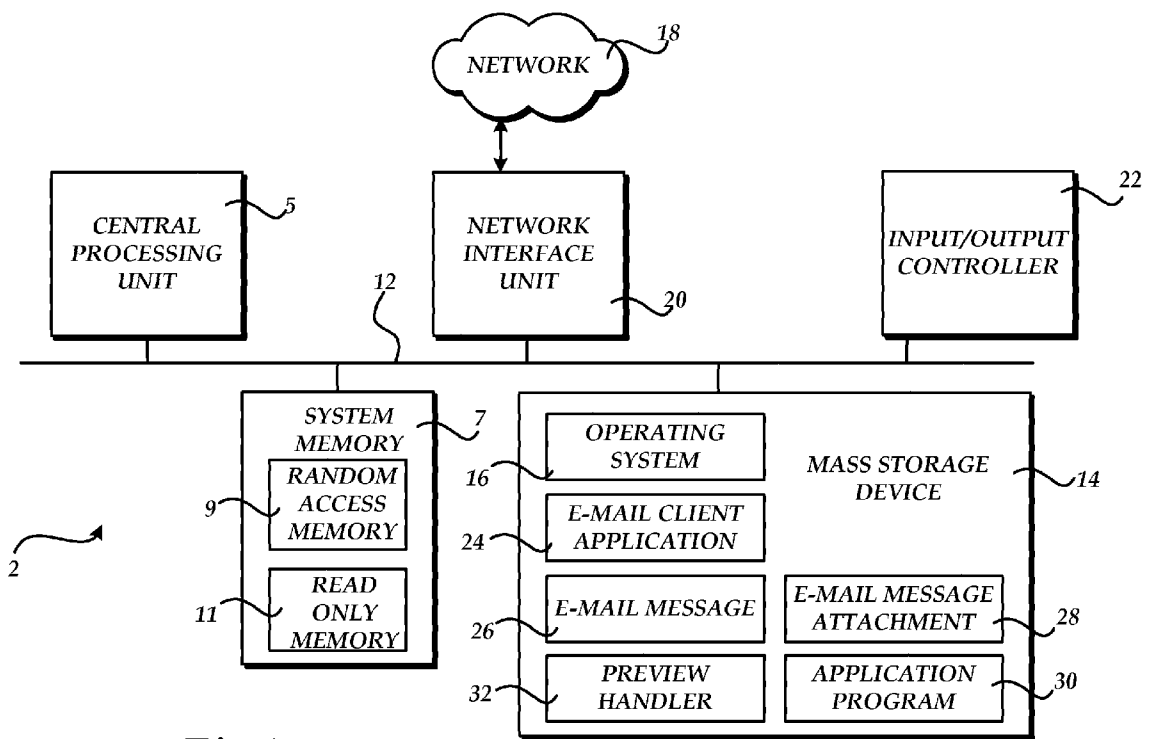 NETWORK
18
CENTRAL
PROCESSING
UNIT
5
NETWORK
INTERFACE
UNIT
20
INPUT/OUTPUT
CONTROLLER
22
12
SYSTEM
MEMORY
7
RANDOM
ACCESS
MEMORY
9
READ
ONLY
MEMORY
11
2
OPERATING
SYSTEM
16
MASS STORAGE
DEVICE
14
E-MAIL CLIENT
APPLICATION
24
E-MAIL MESSAGE
26
E-MAIL MESSAGE
ATTACHMENT
28
PREVIEW
HANDLER
32
APPLICATION
PROGRAM
30